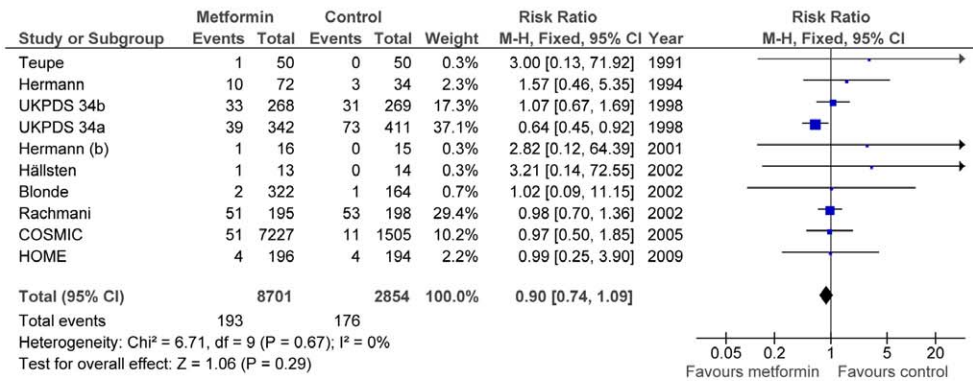 Metformin Control Risk Ratio Risk Ratio
Study or Subgroup Events Total Events Total Weight M-H, Fixed, 95% CI Year M-H, Fixed, 95% CI
Teupe 1 50 0 50 0.3% 3.00 [0.13, 71.92] 1991
Hermann 10 72 3 34 2.3% 1.57 [0.46, 5.35] 1994
UKPDS 34b 33 268 31 269 17.3% 1.07 [0.67, 1.69] 1998
UKPDS 34a 39 342 73 411 37.1% 0.64 [0.45, 0.92] 1998
Hermann (b) 1 16 0 15 0.3% 2.82 [0.12, 64.39] 2001
Hällsten 1 13 0 14 0.3% 3.21 [0.14, 72.55] 2002
Blonde 2 322 1 164 0.7% 1.02 [0.09, 11.15] 2002
Rachmani 51 195 53 198 29.4% 0.98 [0.70, 1.36] 2002
COSMIC 51 7227 11 1505 10.2% 0.97 [0.50, 1.85] 2005
HOME 4 196 4 194 2.2% 0.99 [0.25, 3.90] 2009
Total (95% CI) 8701 2854 100.0% 0.90 [0.74, 1.09]
Total events 193 176
Heterogeneity: Chi² = 6.71, df = 9 (P = 0.67); I² = 0%
Test for overall effect: Z = 1.06 (P = 0.29)
0.05 0.2 1 5 20
Favours metformin Favours control